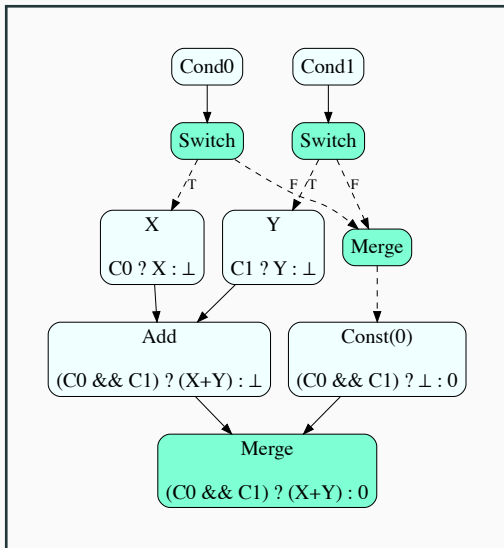 Cond0
Cond1
Switch
Switch
T
F
T
F
X
C0 ? X : ⊥
Y
C1 ? Y : ⊥
Merge
Add
(C0 && C1) ? (X+Y) : ⊥
Const(0)
(C0 && C1) ? ⊥ : 0
Merge
(C0 && C1) ? (X+Y) : 0